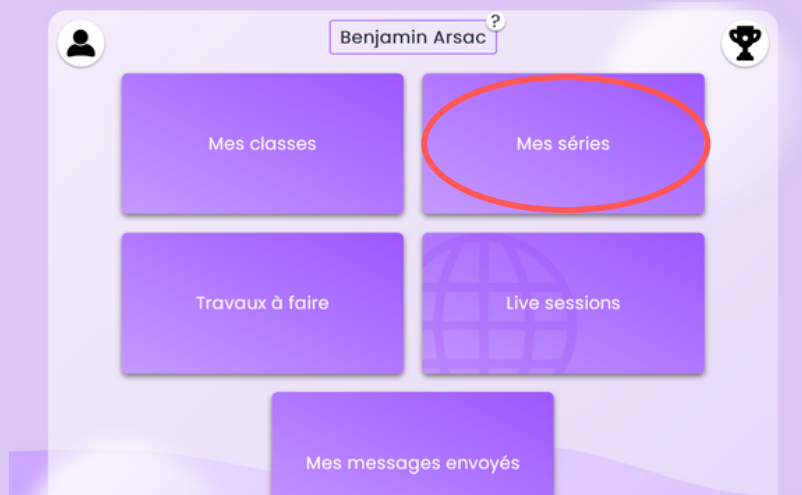 Benjamin Arsac
?
Mes classes
Mes séries
Travaux à faire
Live sessions
Mes messages envoyés